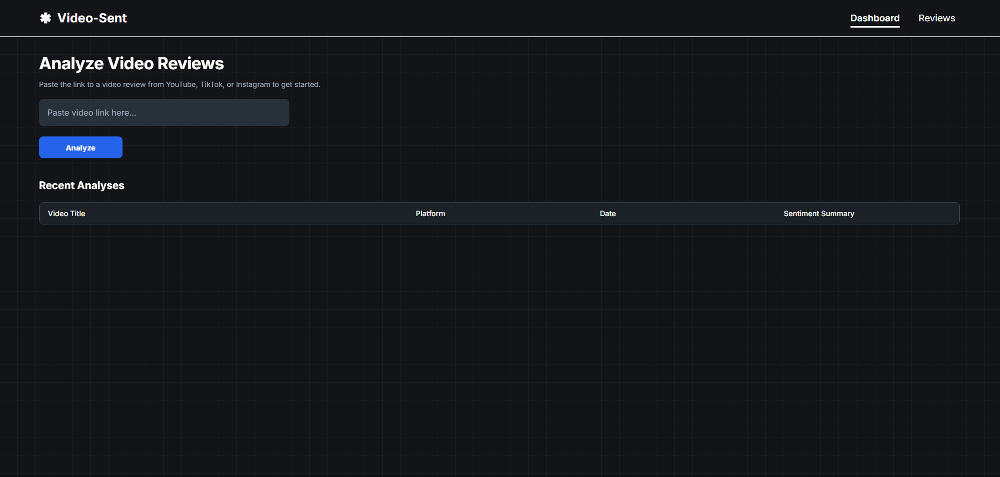 Video-Sent
Dashboard Reviews
Analyze Video Reviews
Paste the link to a video review from YouTube, TikTok, or Instagram to get started.
Paste video link here...
Analyze
Recent Analyses
Video Title Platform Date Sentiment Summary